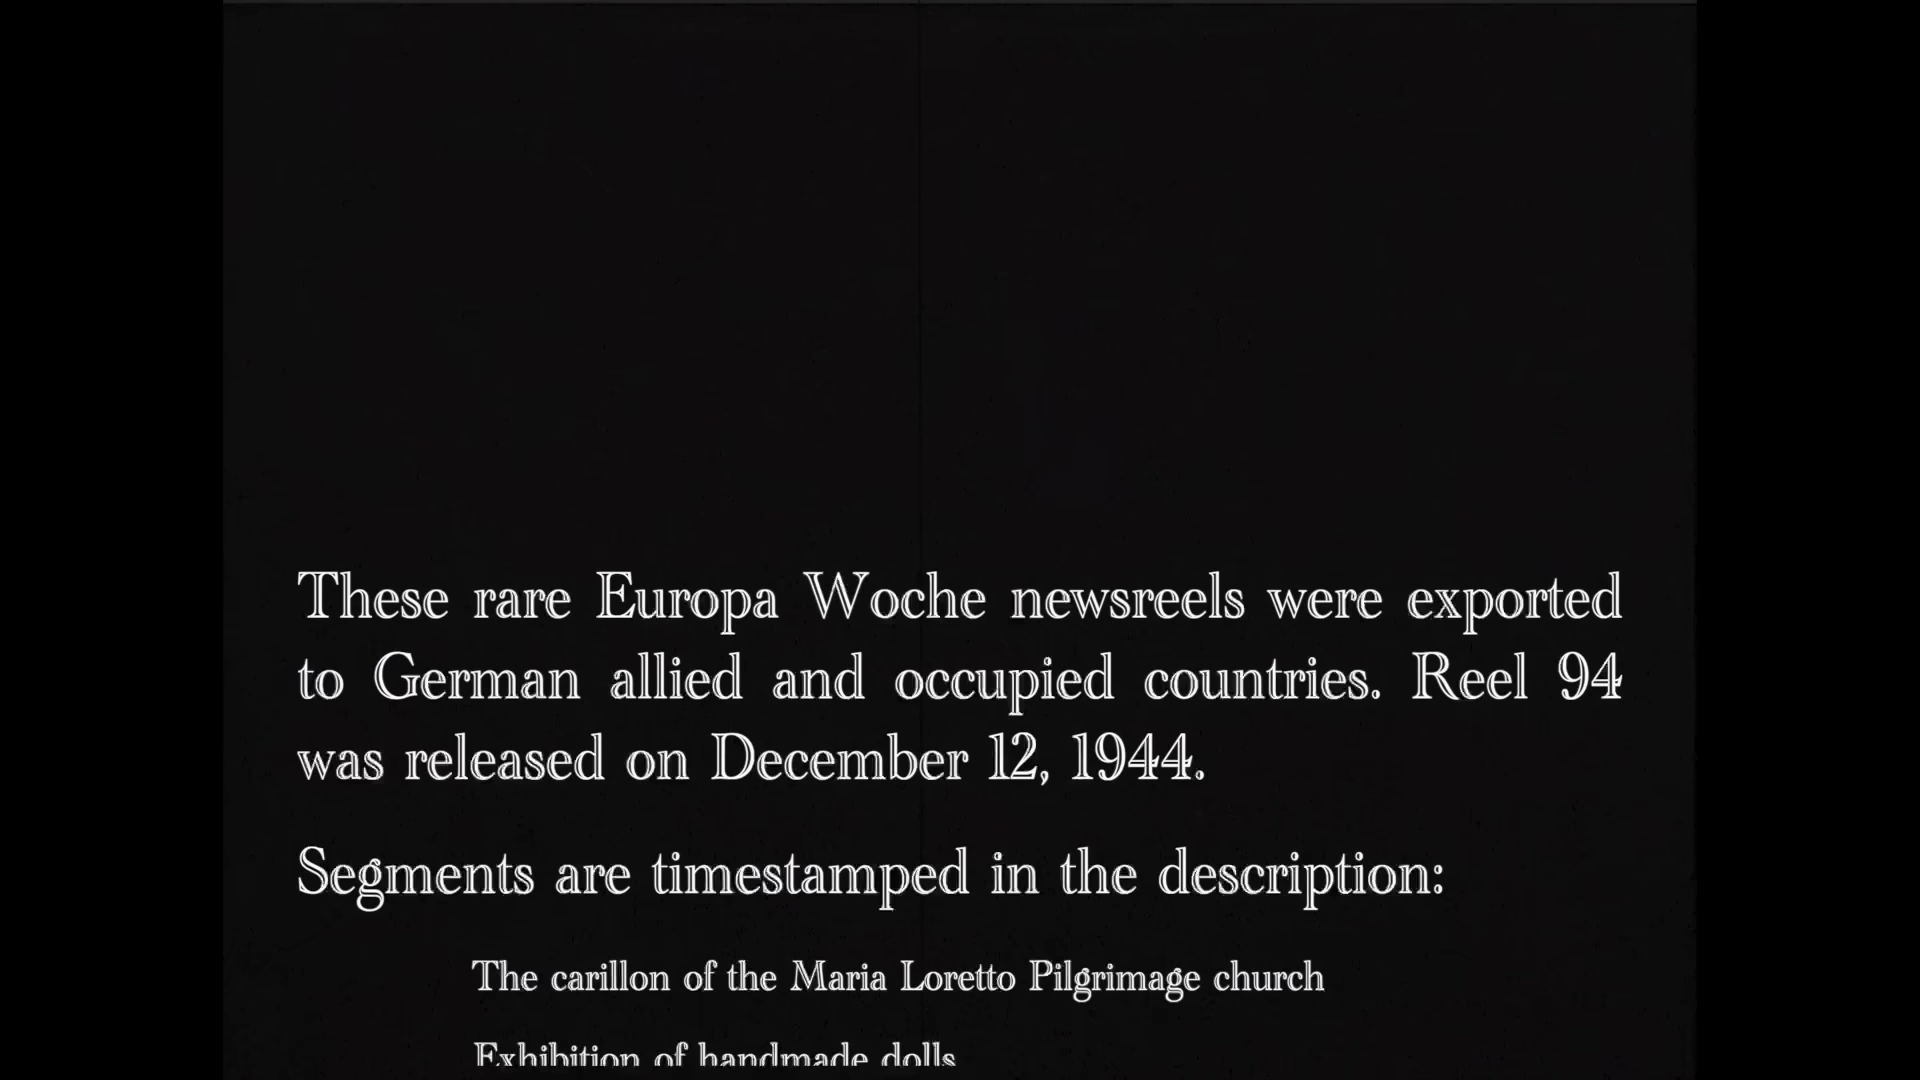 These rare Europa Woche newsreels were exported
to German allied and occupied countries. Reel 94
was released on December 12, 1944.
Segments are timestamped in the description:
The carillon of the Maria Loretto Pilgrimage church
Exhibition of handmade dolls